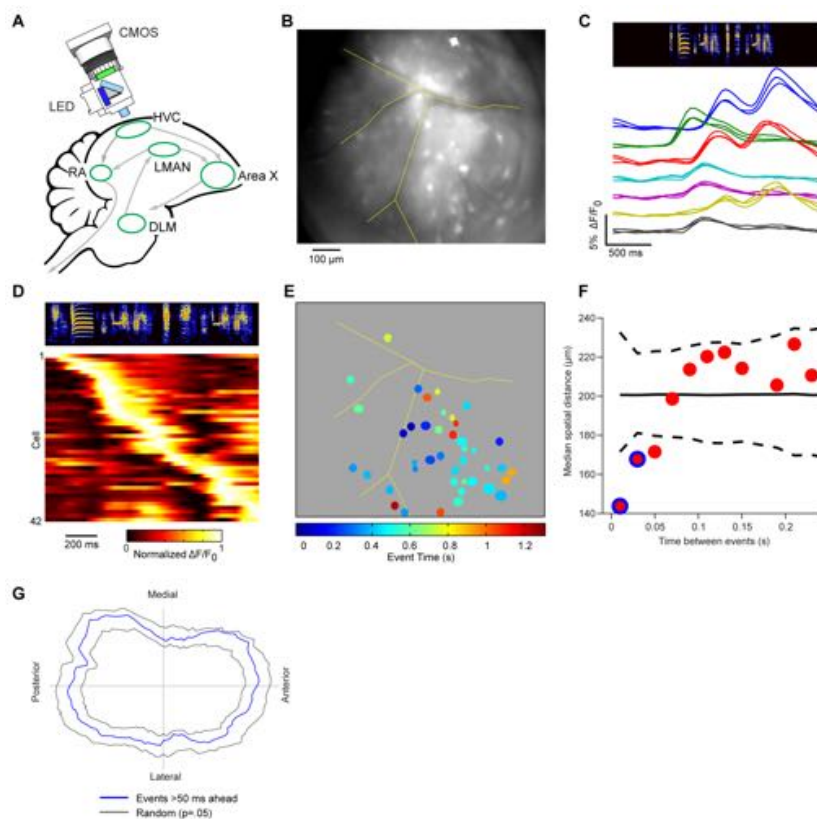 A
CMOS
LED
HVC
RA
LMAN
Area X
DLM
B
100 µm
C
5% ΔF/F0
500 ms
D
1
Cell
42
200 ms
0 1
Normalized ΔF/F0
E
0 0.2 0.4 0.6 0.8 1.0 1.2
Event Time (s)
F
Median spatial distance (µm)
240
220
200
180
160
140
0 0.05 0.1 0.15 0.2
Time between events (s)
G
Medial
Posterior
Anterior
Lateral
Events >50 ms ahead
Random (p=.05)